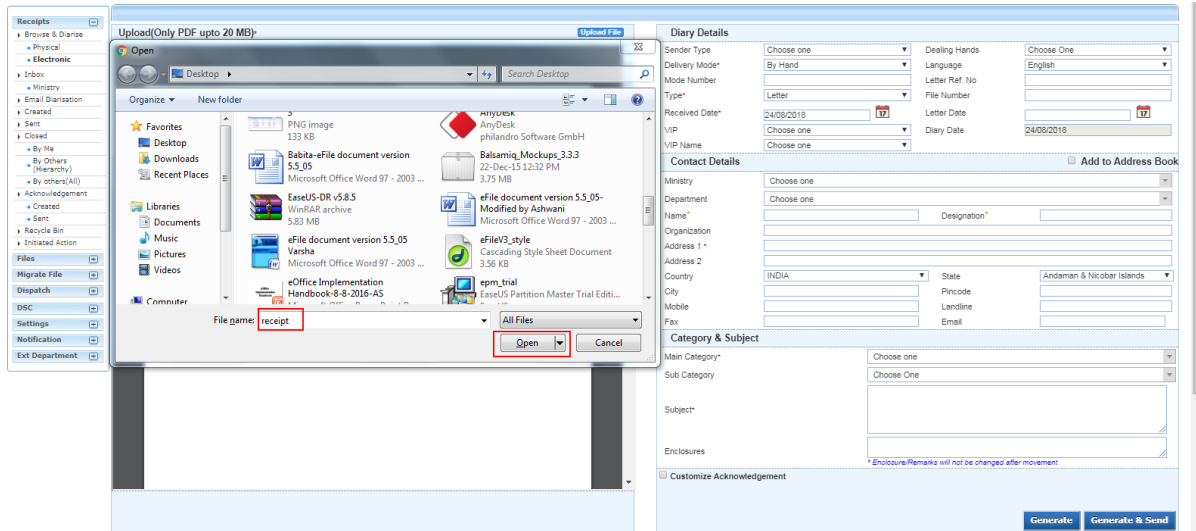 Receipts
Browse & Diarise
Physical
Electronic
Inbox
Ministry
Email Diarisation
Created
Sent
Closed
By Me
By Others
(Hierarchy)
By others(All)
Acknowledgement
Created
Sent
Recycle Bin
Initiated Action
Files
Migrate File
Dispatch
DSC
Settings
Notification
Ext Department
Upload(Only PDF upto 20 MB)*
Upload File
Open
Desktop
Search Desktop
Organize
New folder
Favorites
Desktop
Downloads
Recent Places
Libraries
Documents
Music
Pictures
Videos
Computer
PNG image
133 KB
AnyDesk
AnyDesk
philandro Software GmbH
Babita-eFile document version
5.5_05
Microsoft Office Word 97 - 2003 ...
Balsamiq_Mockups_3.3.3
22-Dec-15 12:32 PM
3.75 MB
EaseUS-DR v5.8.5
WinRAR archive
5.83 MB
eFile document version 5.5_05-
Modified by Ashwani
Microsoft Office Word 97 - 2003 ...
eFile document version 5.5_05
Varsha
Microsoft Office Word 97 - 2003 ...
eFileV3_style
Cascading Style Sheet Document
3.56 KB
eOffice Implementation
Handbook-8-8-2016-AS
epm_trial
EaseUS Partition Master Trial Editi...
File name: receipt
All Files
Open
Cancel
Diary Details
Sender Type Choose one Dealing Hands Choose One
Delivery Mode* By Hand Language English
Mode Number Letter Ref. No
Type* Letter File Number
Received Date* 24/08/2018 17 Letter Date 17
VIP Choose one Diary Date 24/08/2018
VIP Name Choose one
Contact Details Add to Address Book
Ministry Choose one
Department Choose one
Name* Designation*
Organization
Address 1 *
Address 2
Country INDIA State Andaman & Nicobar Islands
City Pincode
Mobile Landline
Fax Email
Category & Subject
Main Category* Choose one
Sub Category Choose One
Subject*
Enclosures
* Enclosure/Remarks will not be changed after movement
Customize Acknowledgement
Generate Generate & Send